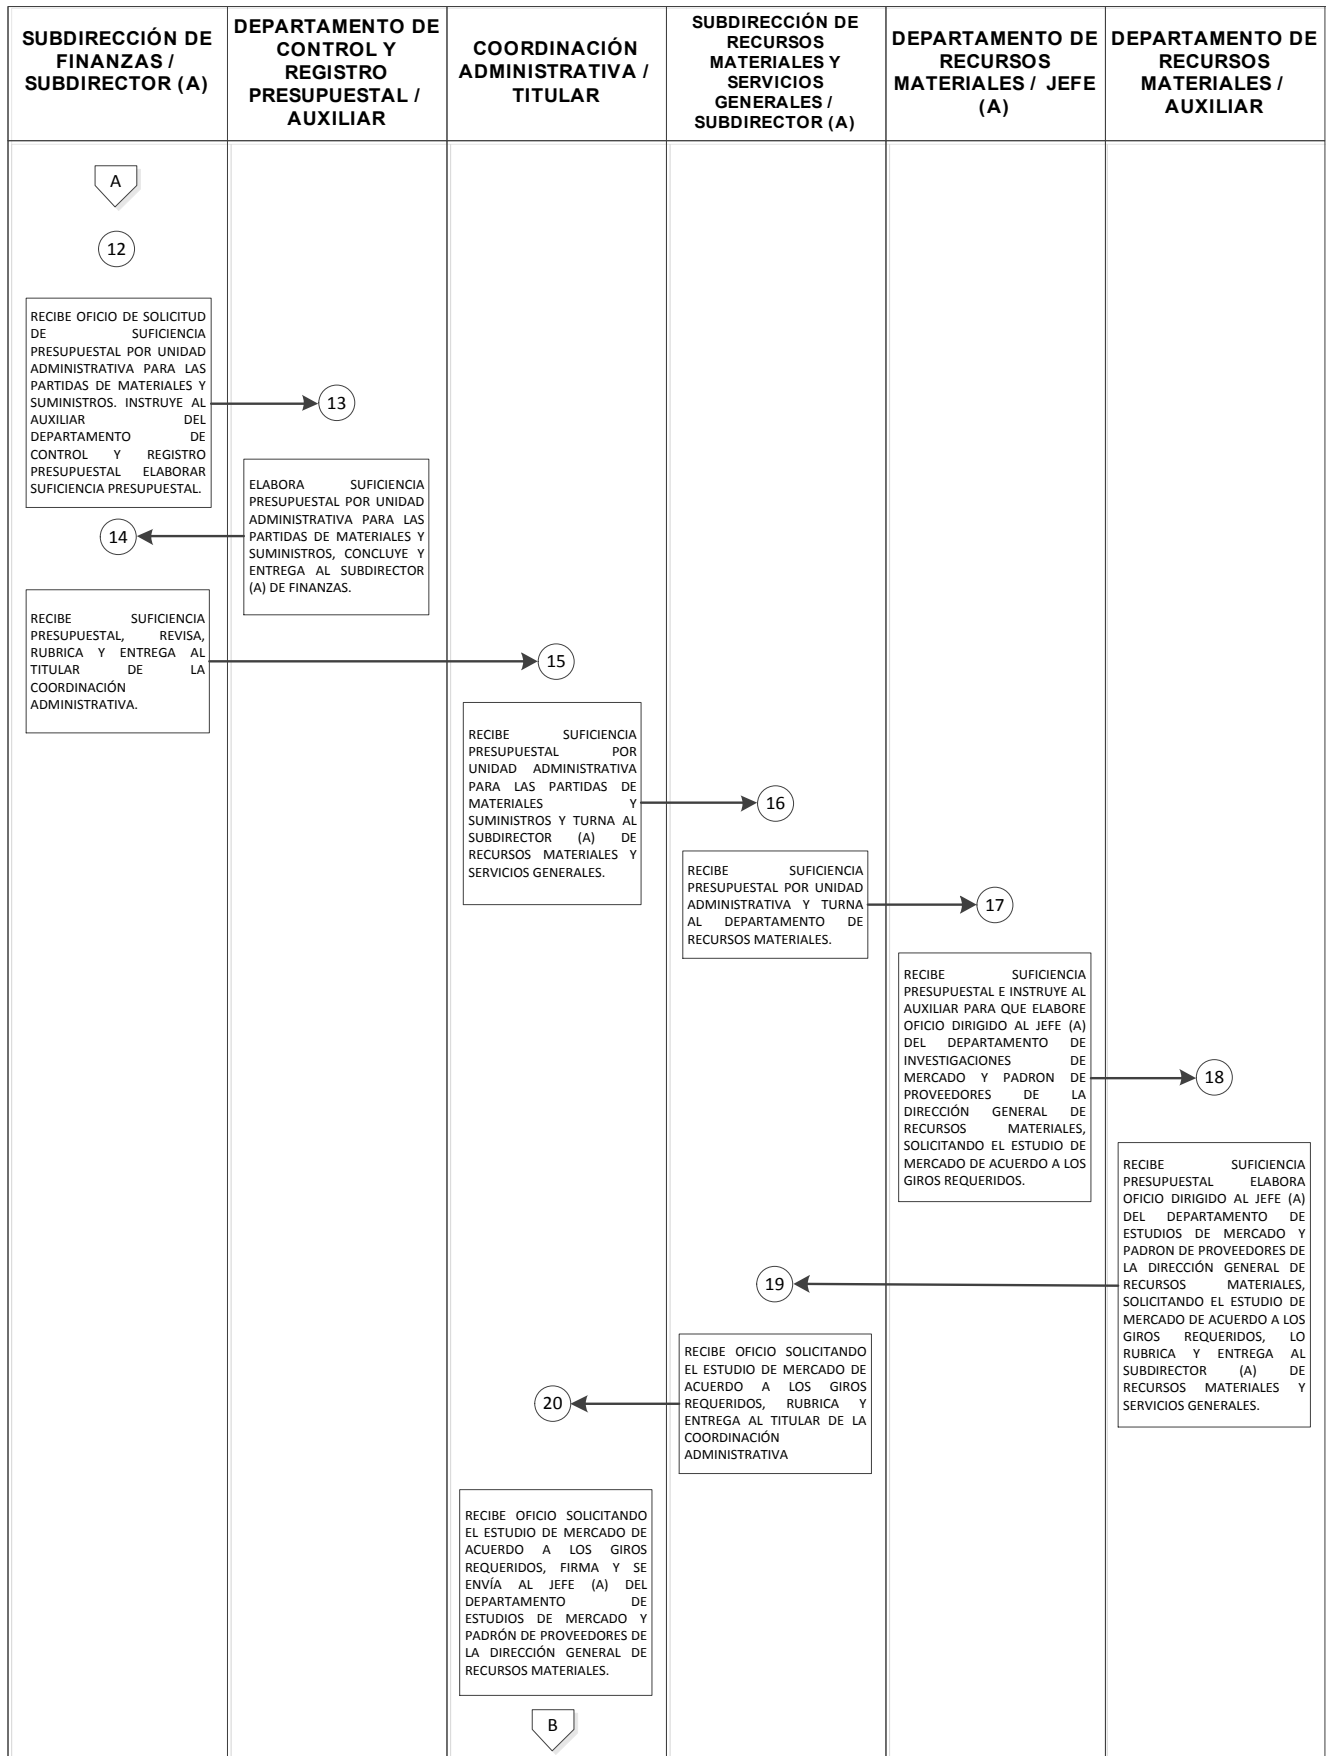 SUBDIRECCIÓN DE
FINANZAS /
SUBDIRECTOR (A)
DEPARTAMENTO DE
CONTROL Y
REGISTRO
PRESUPUESTAL /
AUXILIAR
COORDINACIÓN
ADMINISTRATIVA /
TITULAR
SUBDIRECCIÓN DE
RECURSOS
MATERIALES Y
SERVICIOS
GENERALES /
SUBDIRECTOR (A)
DEPARTAMENTO DE
RECURSOS
MATERIALES / JEFE
(A)
DEPARTAMENTO DE
RECURSOS
MATERIALES /
AUXILIAR
A
12
RECIBE OFICIO DE SOLICITUD
DE SUFICIENCIA
PRESUPUESTAL POR UNIDAD
ADMINISTRATIVA PARA LAS
PARTIDAS DE MATERIALES Y
SUMINISTROS. INSTRUYE AL
AUXILIAR DEL
DEPARTAMENTO DE
CONTROL Y REGISTRO
PRESUPUESTAL ELABORAR
SUFICIENCIA PRESUPUESTAL.
13
ELABORA SUFICIENCIA
PRESUPUESTAL POR UNIDAD
ADMINISTRATIVA PARA LAS
PARTIDAS DE MATERIALES Y
SUMINISTROS, CONCLUYE Y
ENTREGA AL SUBDIRECTOR
(A) DE FINANZAS.
14
RECIBE SUFICIENCIA
PRESUPUESTAL, REVISA,
RUBRICA Y ENTREGA AL
TITULAR DE LA
COORDINACIÓN
ADMINISTRATIVA.
15
RECIBE SUFICIENCIA
PRESUPUESTAL POR
UNIDAD ADMINISTRATIVA
PARA LAS PARTIDAS DE
MATERIALES Y
SUMINISTROS Y TURNA AL
SUBDIRECTOR (A) DE
RECURSOS MATERIALES Y
SERVICIOS GENERALES.
16
RECIBE SUFICIENCIA
PRESUPUESTAL POR UNIDAD
ADMINISTRATIVA Y TURNA
AL DEPARTAMENTO DE
RECURSOS MATERIALES.
17
RECIBE SUFICIENCIA
PRESUPUESTAL E INSTRUYE AL
AUXILIAR PARA QUE ELABORE
OFICIO DIRIGIDO AL JEFE (A)
DEL DEPARTAMENTO DE
INVESTIGACIONES DE
MERCADO Y PADRON DE
PROVEEDORES DE LA
DIRECCIÓN GENERAL DE
RECURSOS MATERIALES,
SOLICITANDO EL ESTUDIO DE
MERCADO DE ACUERDO A LOS
GIROS REQUERIDOS.
18
RECIBE SUFICIENCIA
PRESUPUESTAL ELABORA
OFICIO DIRIGIDO AL JEFE (A)
DEL DEPARTAMENTO DE
ESTUDIOS DE MERCADO Y
PADRON DE PROVEEDORES DE
LA DIRECCIÓN GENERAL DE
RECURSOS MATERIALES,
SOLICITANDO EL ESTUDIO DE
MERCADO DE ACUERDO A LOS
GIROS REQUERIDOS, LO
RUBRICA Y ENTREGA AL
SUBDIRECTOR (A) DE
RECURSOS MATERIALES Y
SERVICIOS GENERALES.
19
RECIBE OFICIO SOLICITANDO
EL ESTUDIO DE MERCADO DE
ACUERDO A LOS GIROS
REQUERIDOS, RUBRICA Y
ENTREGA AL TITULAR DE LA
COORDINACIÓN
ADMINISTRATIVA
20
RECIBE OFICIO SOLICITANDO
EL ESTUDIO DE MERCADO DE
ACUERDO A LOS GIROS
REQUERIDOS, FIRMA Y SE
ENVÍA AL JEFE (A) DEL
DEPARTAMENTO DE
ESTUDIOS DE MERCADO Y
PADRÓN DE PROVEEDORES DE
LA DIRECCIÓN GENERAL DE
RECURSOS MATERIALES.
B